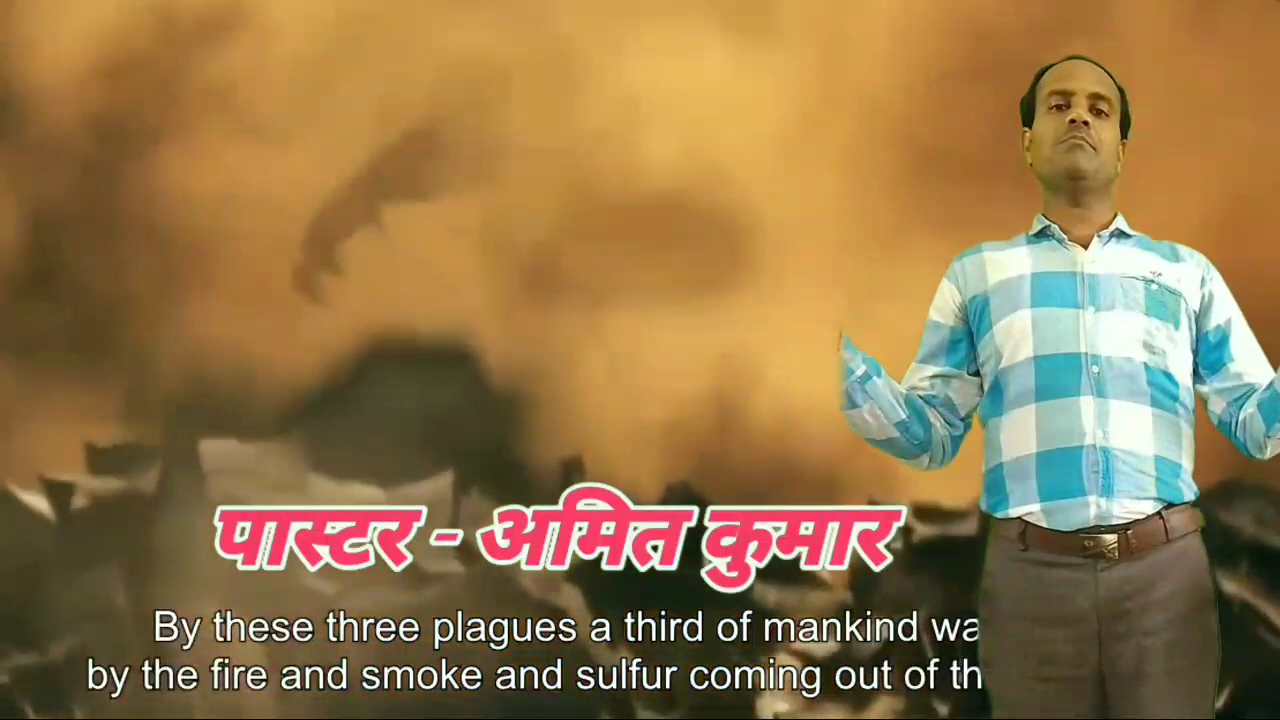 पास्टर - अमित कुमार
By these three plagues a third of mankind wa
by the fire and smoke and sulfur coming out of th